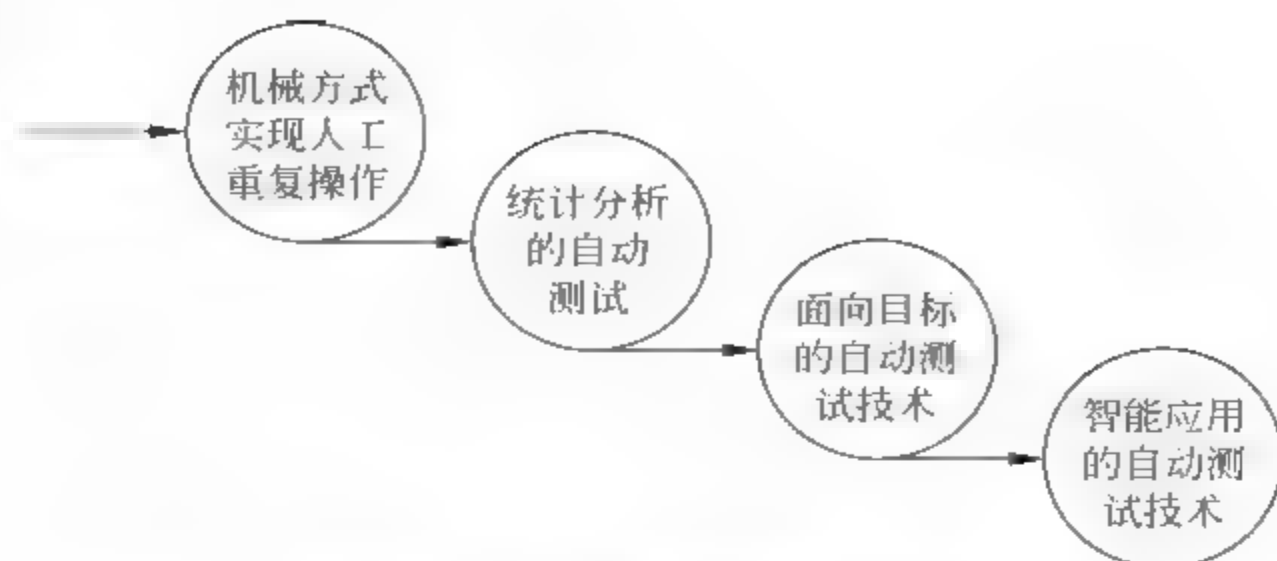 机械方式
实现人工
重复操作
统计分析
的自动
测试
面向目标
的自动测
试技术
智能应用
的自动测
试技术